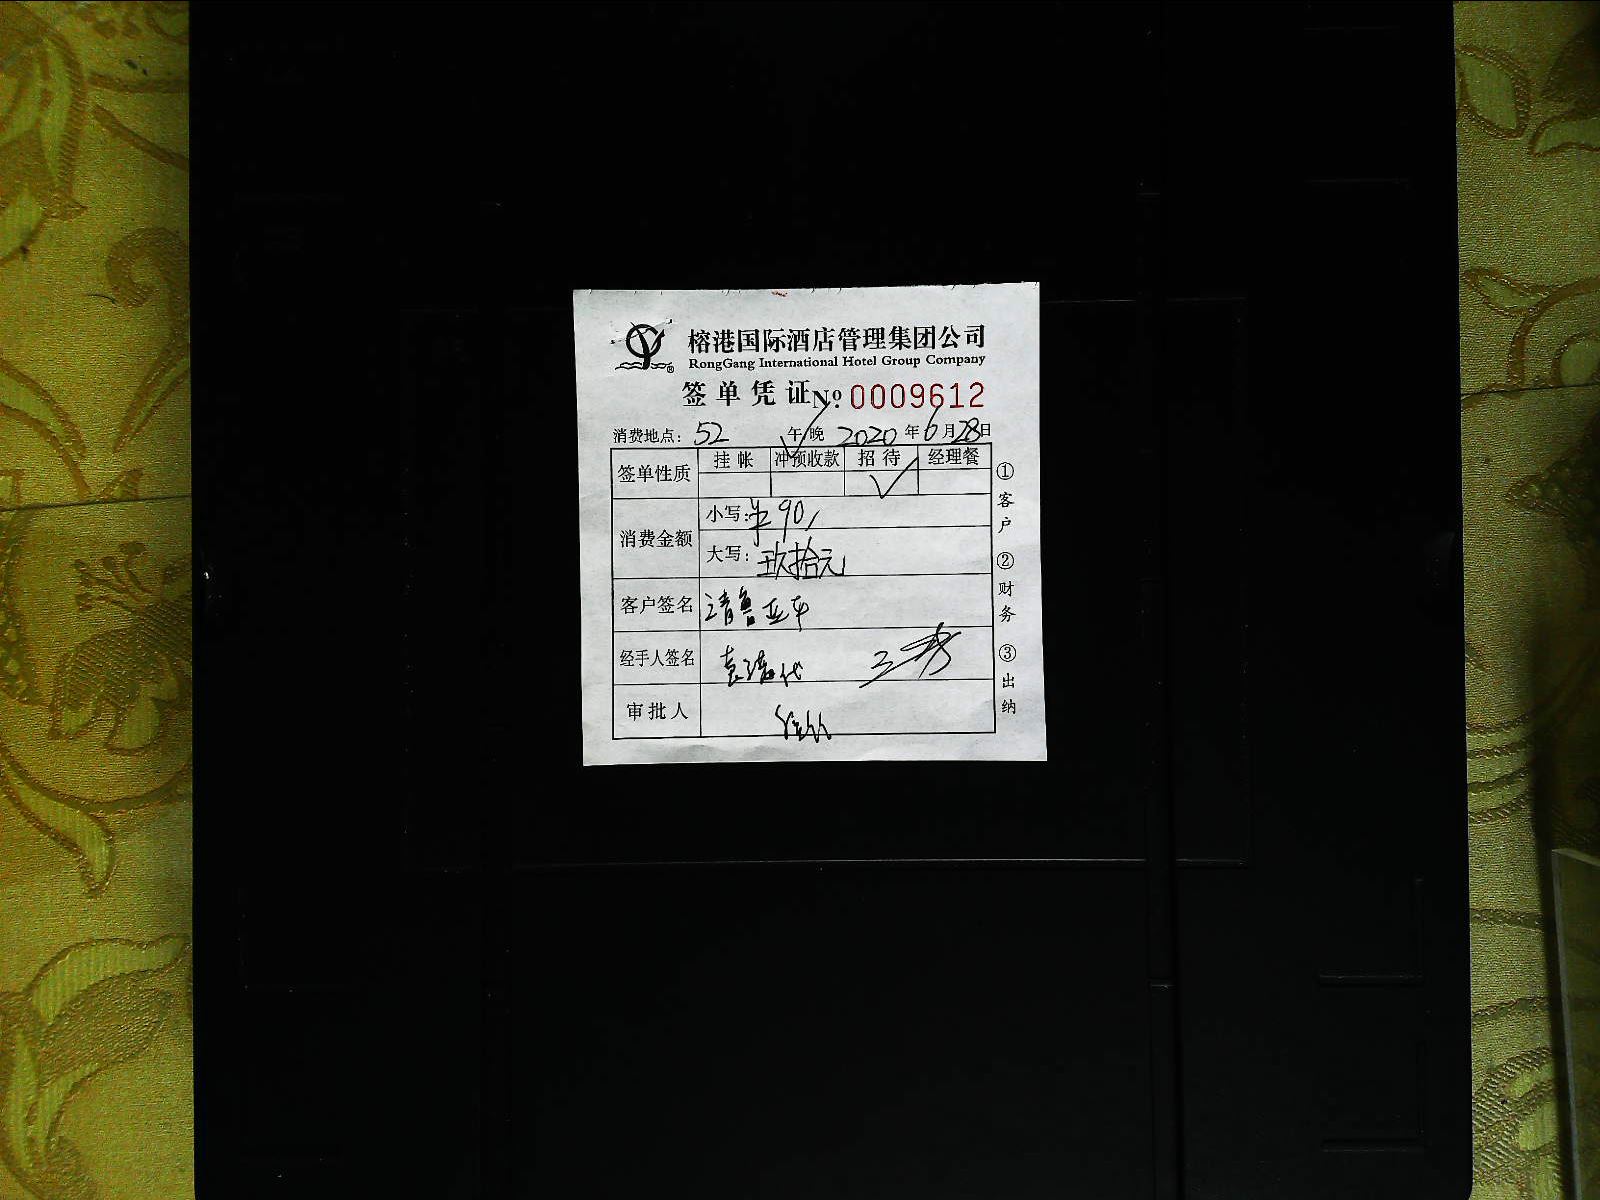 榕港国际酒店管理集团公司
RongGang International Hotel Group Company
签单凭证 № 0009612
消费地点: 52 午 晚 2020 年 6 月 28 日
签单性质 挂帐 冲预收款 招待 经理餐
√
消费金额 小写: ¥90/
大写: 玖拾元
客户签名 请鲁亚平
经手人签名
审批人
① 客户 ② 财务 ③ 出纳